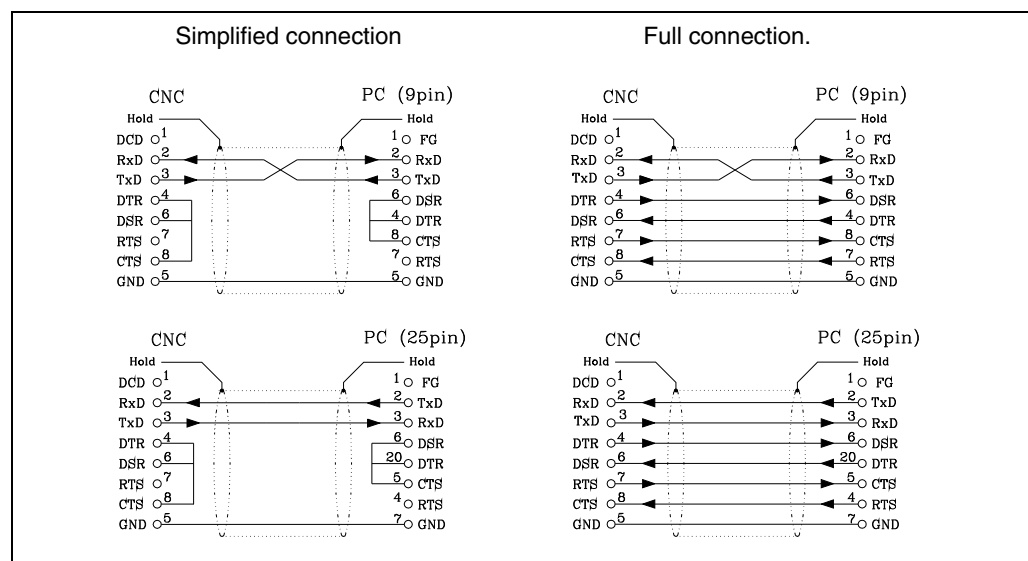 Simplified connection
Full connection.
CNC PC (9pin)
Hold Hold
DCD 1 1 FG
RxD 2 2 RxD
TxD 3 3 TxD
DTR 4 6 DSR
DSR 6 4 DTR
RTS 7 8 CTS
CTS 8 7 RTS
GND 5 5 GND
CNC PC (9pin)
Hold Hold
DCD 1 1 FG
RxD 2 2 RxD
TxD 3 3 TxD
DTR 4 6 DSR
DSR 6 4 DTR
RTS 7 8 CTS
CTS 8 7 RTS
GND 5 5 GND
CNC PC (25pin)
Hold Hold
DCD 1 1 FG
RxD 2 2 TxD
TxD 3 3 RxD
DTR 4 6 DSR
DSR 6 20 DTR
RTS 7 5 CTS
CTS 8 4 RTS
GND 5 7 GND
CNC PC (25pin)
Hold Hold
DCD 1 1 FG
RxD 2 2 TxD
TxD 3 3 RxD
DTR 4 6 DSR
DSR 6 20 DTR
RTS 7 5 CTS
CTS 8 4 RTS
GND 5 7 GND